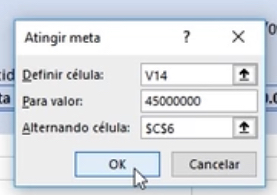 Atingir meta ? ×
Definir célula: V14
Para valor: 45000000
Alternando célula: $C$6
OK Cancelar